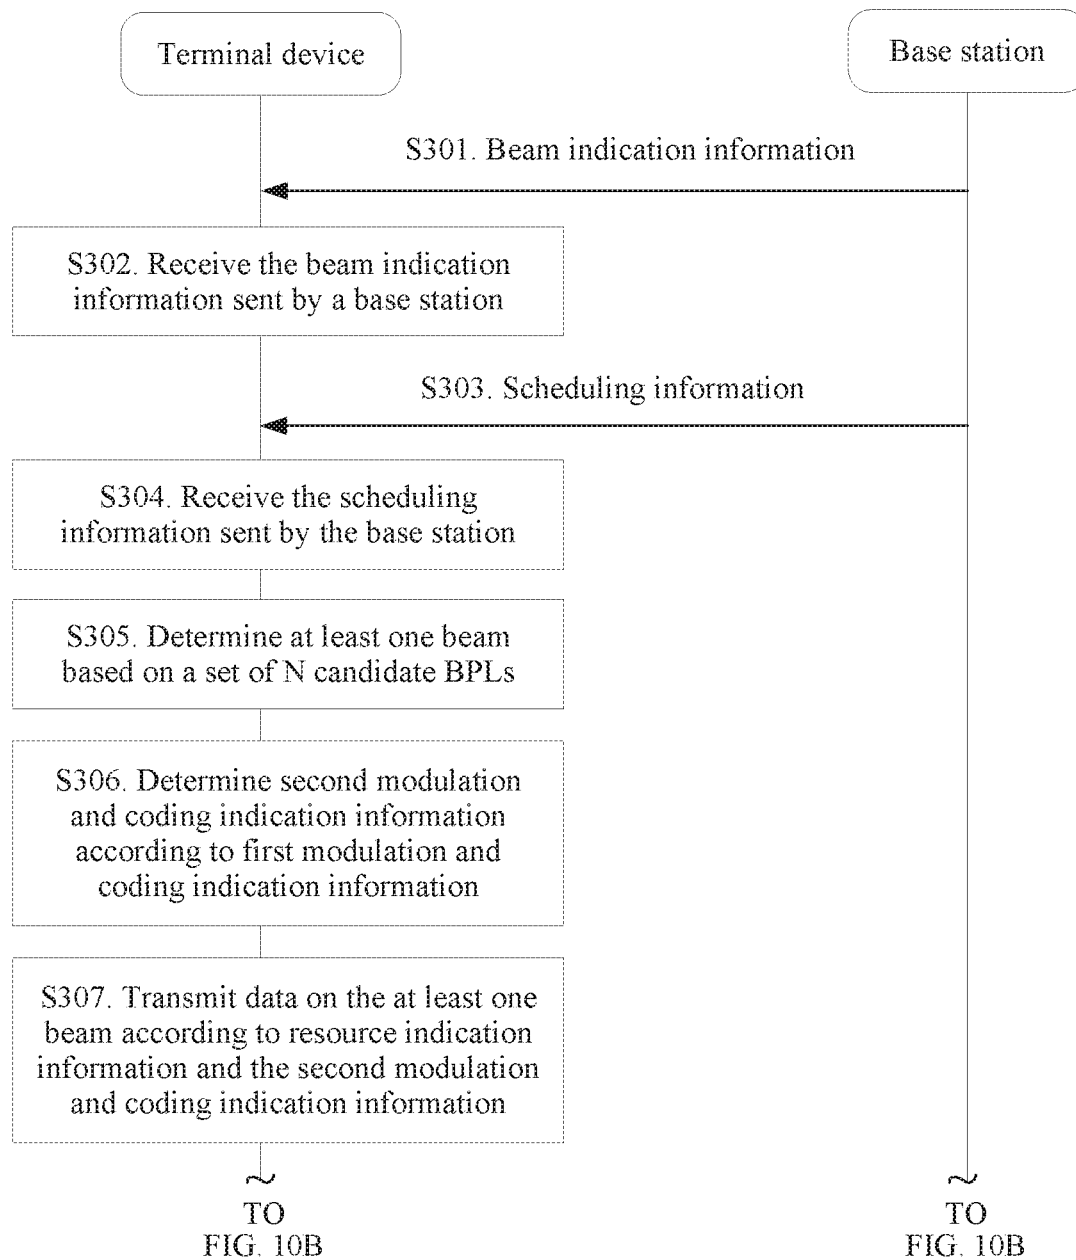 Terminal device
Base station
S301. Beam indication information
S302. Receive the beam indication
information sent by a base station
S303. Scheduling information
S304. Receive the scheduling
information sent by the base station
S305. Determine at least one beam
based on a set of N candidate BPLs
S306. Determine second modulation
and coding indication information
according to first modulation and
coding indication information
S307. Transmit data on the at least one
beam according to resource indication
information and the second modulation
and coding indication information
TO
FIG. 10B
TO
FIG. 10B